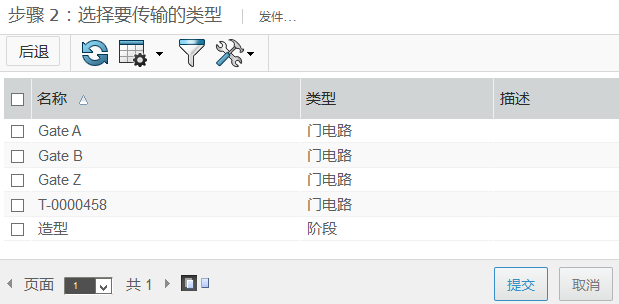 步骤 2：选择要传输的类型 发件...
后退
名称 类型 描述
Gate A 门电路
Gate B 门电路
Gate Z 门电路
T-0000458 门电路
造型 阶段
页面 1 共 1 提交 取消